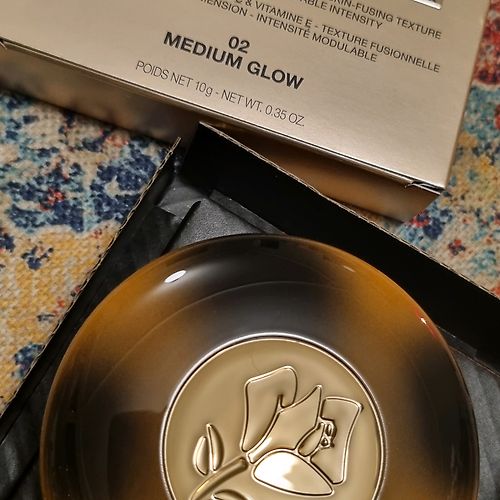 SKIN-FUSING TEXTURE
ABLE INTENSITY
& VITAMINE E - TEXTURE FUSIONNELLE
DIMENSION - INTENSITÉ MODULABLE
02
MEDIUM GLOW
POIDS NET 10g - NET WT. 0.35 OZ.